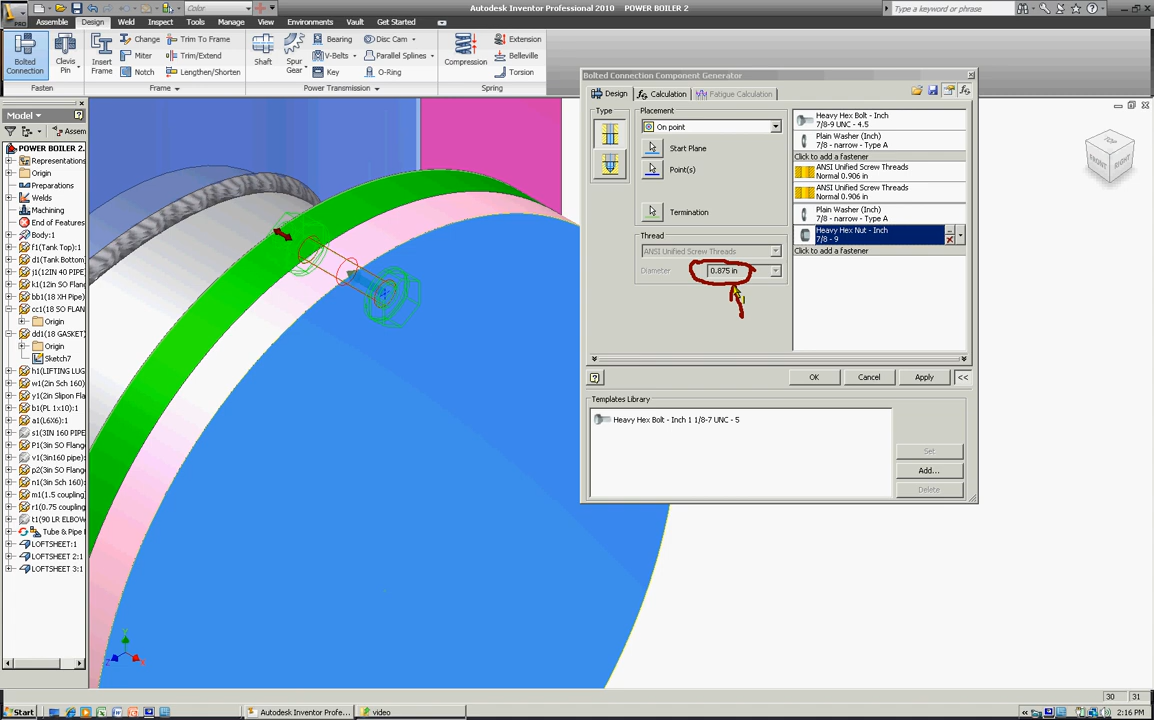 PRO
Color
Autodesk Inventor Professional 2010 POWER BOILER 2
Type a keyword or phrase
Assemble Design Model Weld Inspect Tools Manage View Environments Vault Get Started
Bolted
Connection
Clevis
Pin
Insert
Frame
Change
Miter
Notch
Trim To Frame
Trim/Extend
Lengthen/Shorten
Shaft
Spur
Gear
Bearing
V-Belts
Key
Disc Cam
Parallel Splines
O-Ring
Compression
Extension
Belleville
Torsion
Fasten Frame Power Transmission Spring
Model
Assem
POWER BOILER 2.
Representations
Origin
Preparations
Welds
Machining
End of Features
Body:1
f1(Tank Top):1
d1(Tank Bottom
j1(12IN 40 PIPE
k1(12in SO Flang
bb1(18 XH Pipe)
cc1(18 SO FLAN
Origin
dd1(18 GASKET)
Origin
Sketch7
h1(LIFTING LUG
w1(2in Sch 160)
y1(2in Slipon Fla
b1(PL 1x10):1
a1(L6X6):1
s1(3IN 160 PIPE
P1(3in SO Flang
v1(3in160 pipe):
p2(3in SO Flang
n1(3in Sch 160):
m1(1.5 coupling
r1(0.75 couplin
t1(90 LR ELBOW
Tube & Pipe
LOFTSHEET:1
LOFTSHEET 2:1
LOFTSHEET 3:1
Bolted Connection Component Generator
Design Calculation Fatigue Calculation
Type
Placement
On point
Start Plane
Point(s)
Termination
Thread
ANSI Unified Screw Threads
Diameter 0.875 in
Heavy Hex Bolt - Inch
7/8-9 UNC - 4.5
Plain Washer (Inch)
7/8 - narrow - Type A
Click to add a fastener
ANSI Unified Screw Threads
Normal 0.906 in
ANSI Unified Screw Threads
Normal 0.906 in
Plain Washer (Inch)
7/8 - narrow - Type A
Heavy Hex Nut - Inch
7/8 - 9
Click to add a fastener
OK Cancel Apply <<
Templates Library
Heavy Hex Bolt - Inch 1 1/8-7 UNC - 5
Set
Add...
Delete
TOP
FRONT
RIGHT
30 31
Start Autodesk Inventor Profe... video 2:16 PM